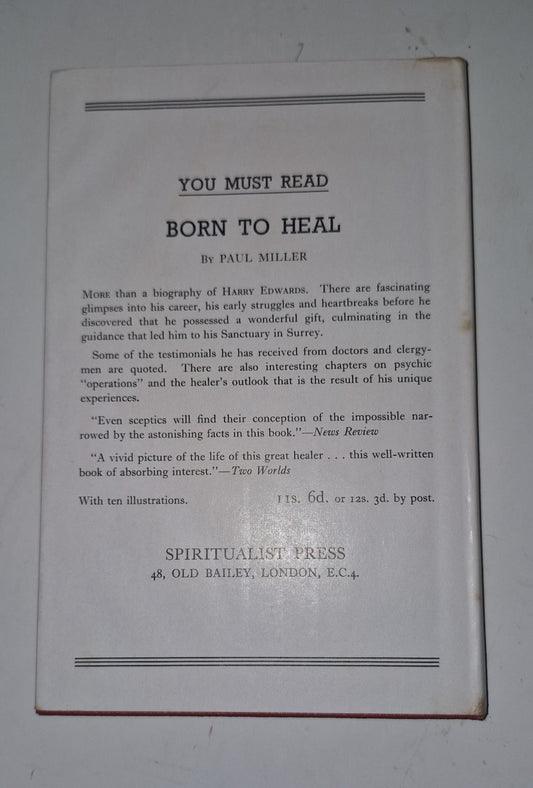 YOU MUST READ
BORN TO HEAL
By PAUL MILLER
More than a biography of Harry Edwards. There are fascinating
glimpses into his career, his early struggles and heartbreaks before he
discovered that he possessed a wonderful gift, culminating in the
guidance that led him to his Sanctuary in Surrey.
Some of the testimonials he has received from doctors and clergy-
men are quoted. There are also interesting chapters on psychic
"operations" and the healer's outlook that is the result of his unique
experiences.
"Even sceptics will find their conception of the impossible nar-
rowed by the astonishing facts in this book."—News Review
"A vivid picture of the life of this great healer . . . this well-written
book of absorbing interest."—Two Worlds
With ten illustrations. 11s. 6d. or 12s. 3d. by post.
SPIRITUALIST PRESS
48, OLD BAILEY, LONDON, E.C.4.